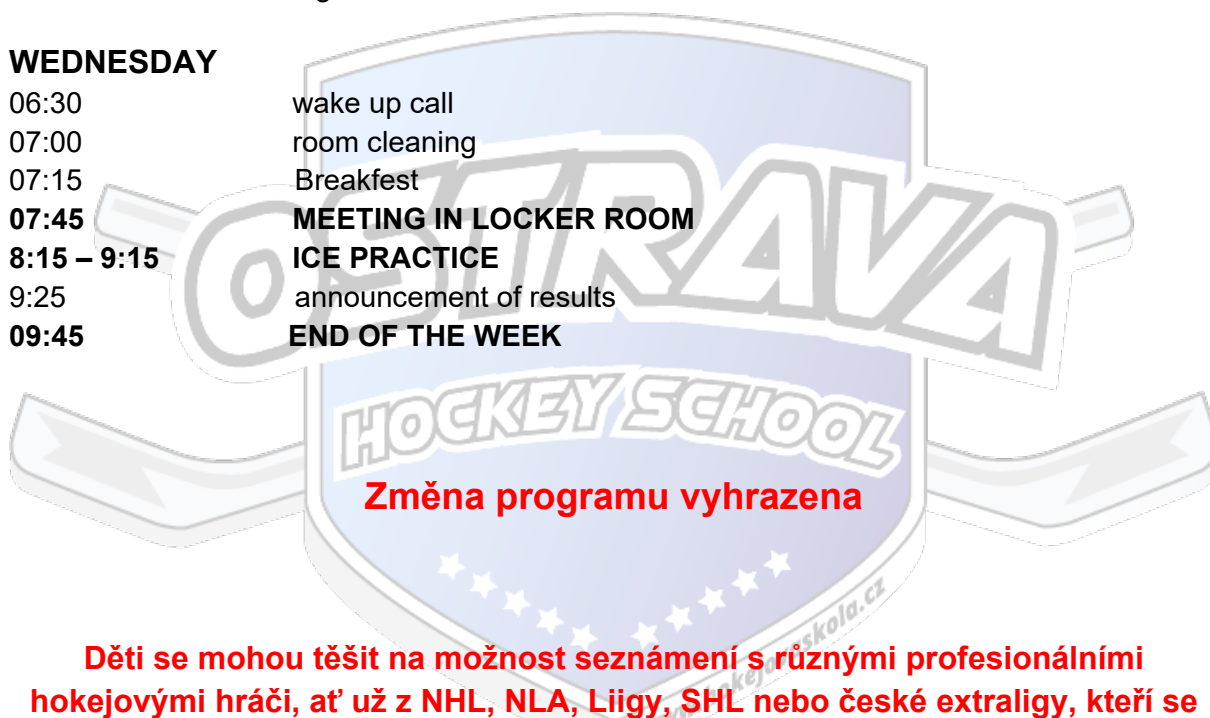 WEDNESDAY
06:30 wake up call
07:00 room cleaning
07:15 Breakfest
07:45 MEETING IN LOCKER ROOM
8:15 – 9:15 ICE PRACTICE
9:25 announcement of results
09:45 END OF THE WEEK
OSTRAVA
HOCKEY SCHOOL
Změna programu vyhrazena
Děti se mohou těšit na možnost seznámení s různými profesionálními
hokejovými hráči, ať už z NHL, NLA, Liigy, SHL nebo české extraligy, kteří se